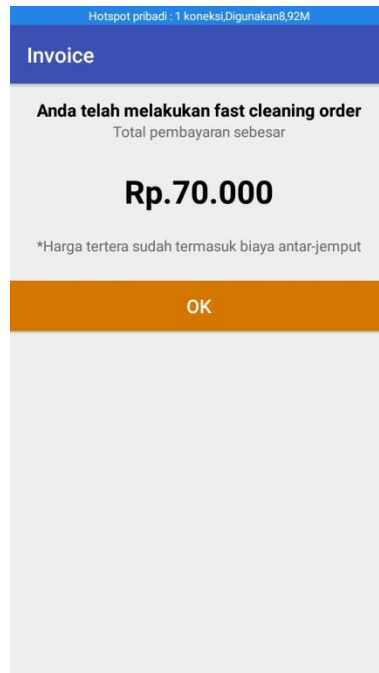 Hotspot pribadi : 1 koneksi,Digunakan8,92M
Invoice
Anda telah melakukan fast cleaning order
Total pembayaran sebesar
Rp.70.000
*Harga tertera sudah termasuk biaya antar-jemput
OK